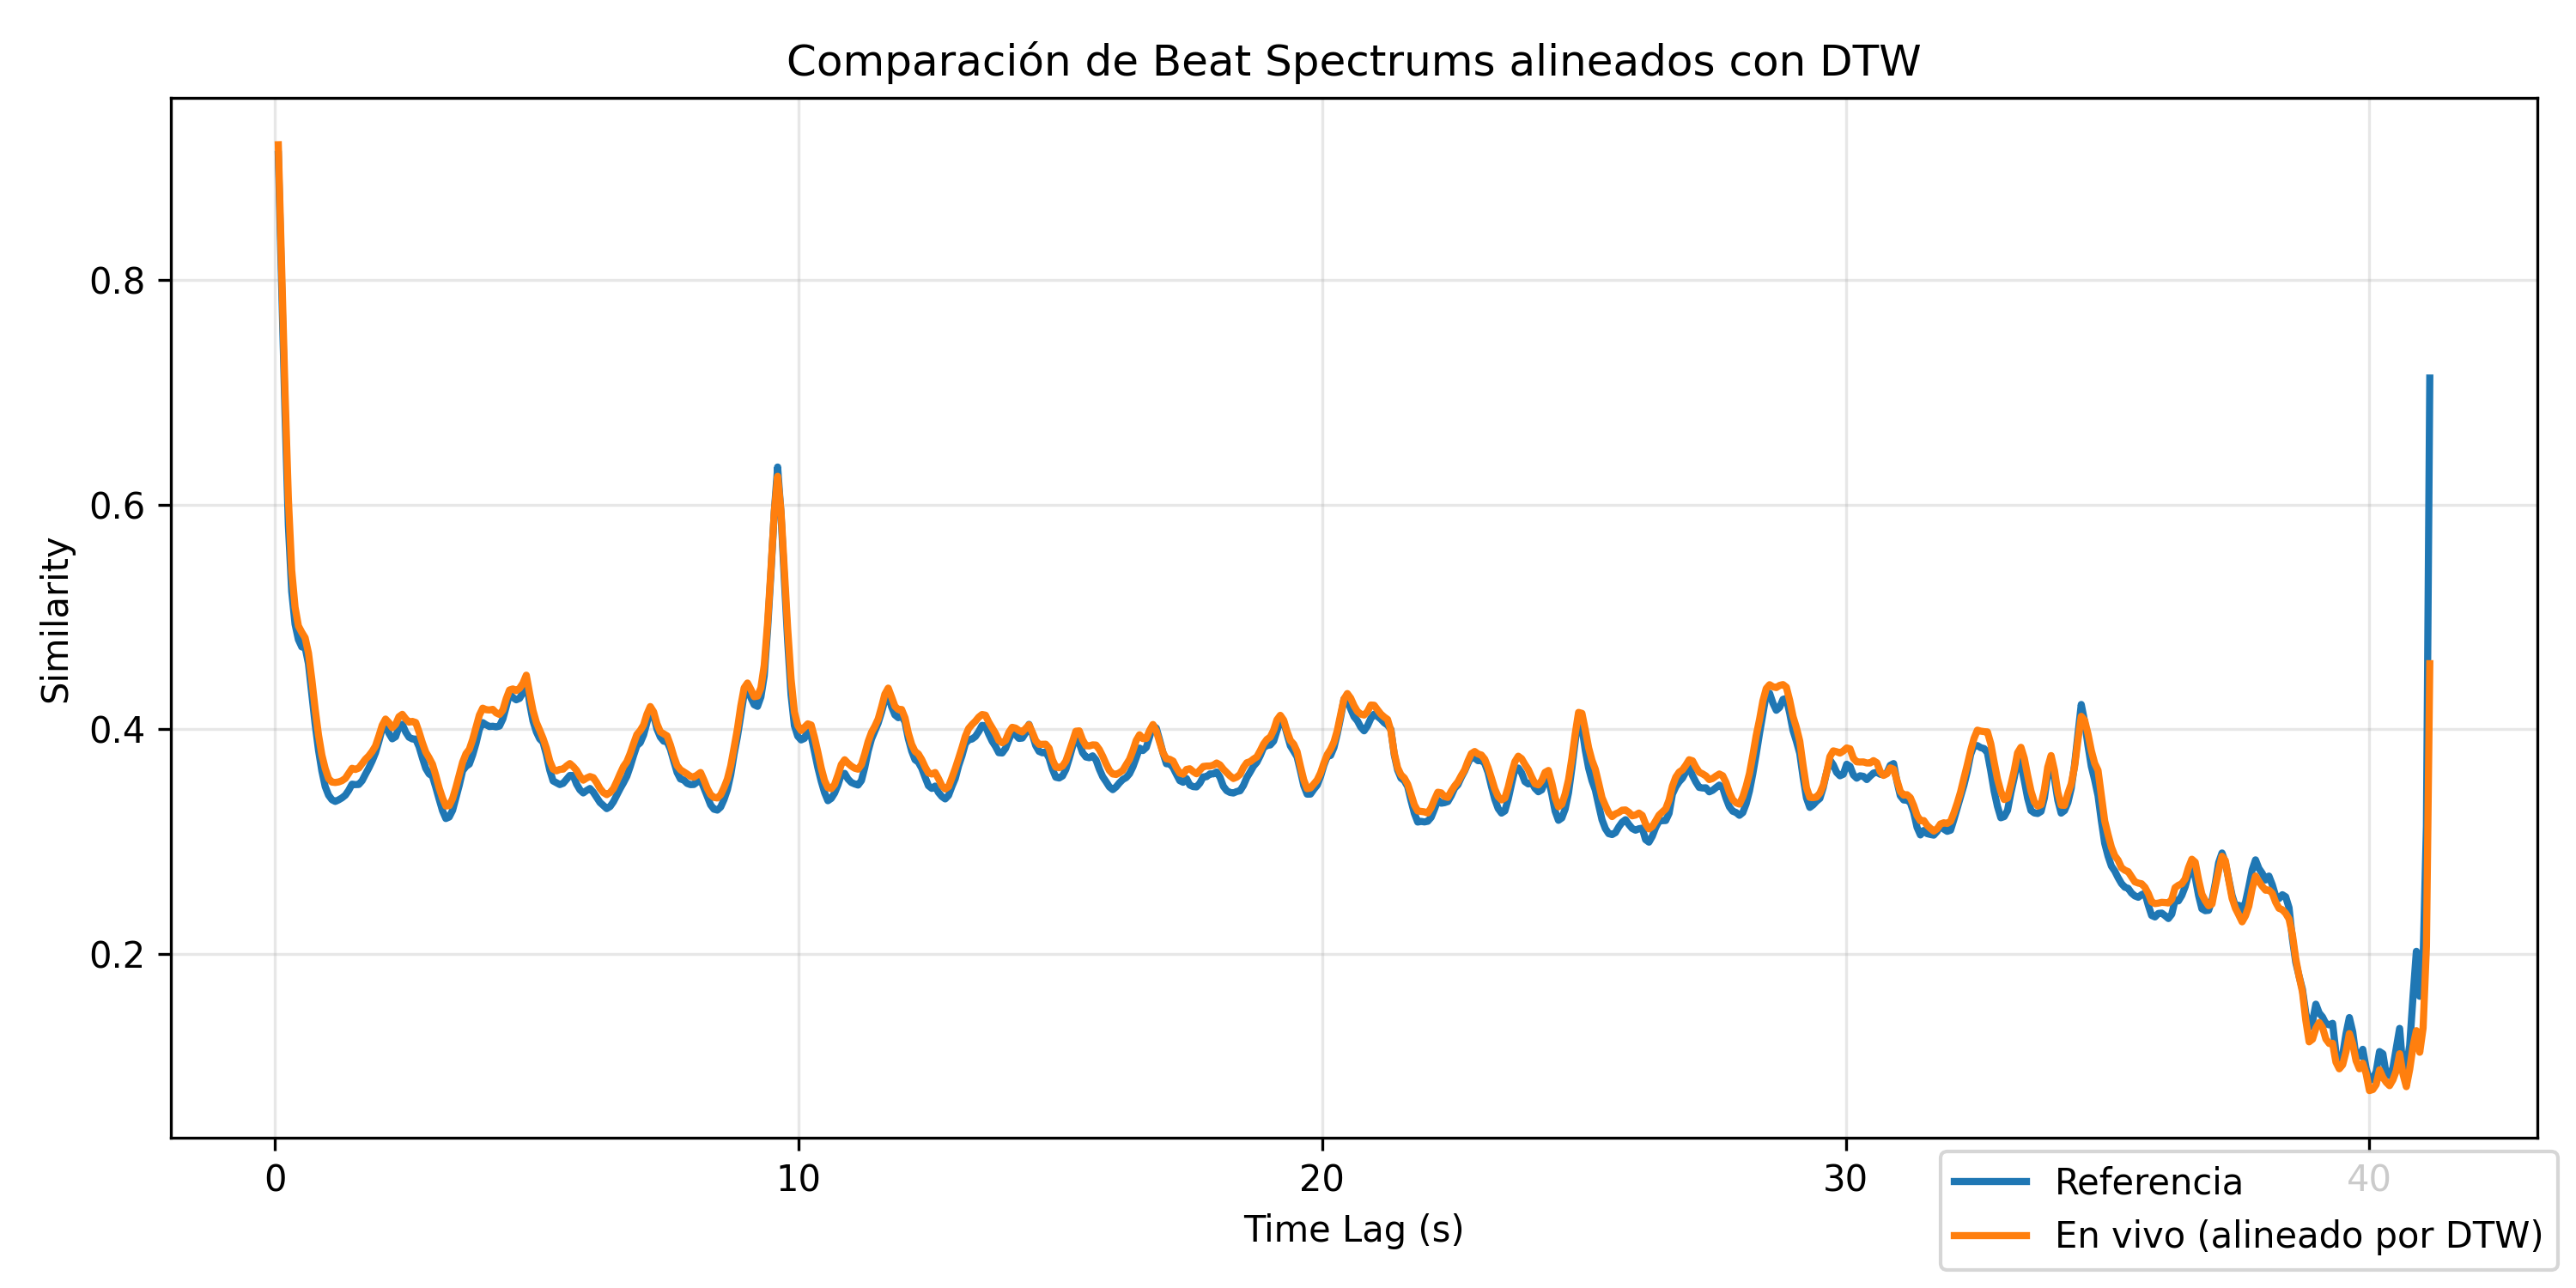 Comparación de Beat Spectrums alineados con DTW
Similarity
0.8
0.6
0.4
0.2
0 10 20 30 40
Time Lag (s)
Referencia
En vivo (alineado por DTW)